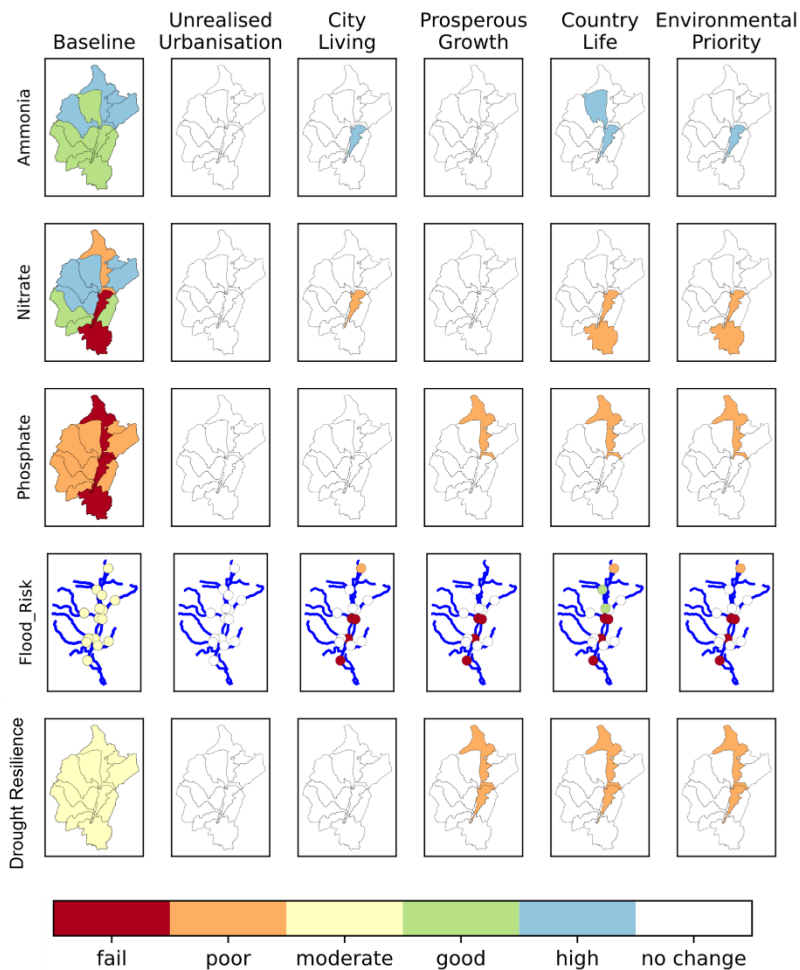 Baseline
Unrealised
Urbanisation
City
Living
Prosperous
Growth
Country
Life
Environmental
Priority
Ammonia
Nitrate
Phosphate
Flood_Risk
Drought Resilience
fail
poor
moderate
good
high
no change